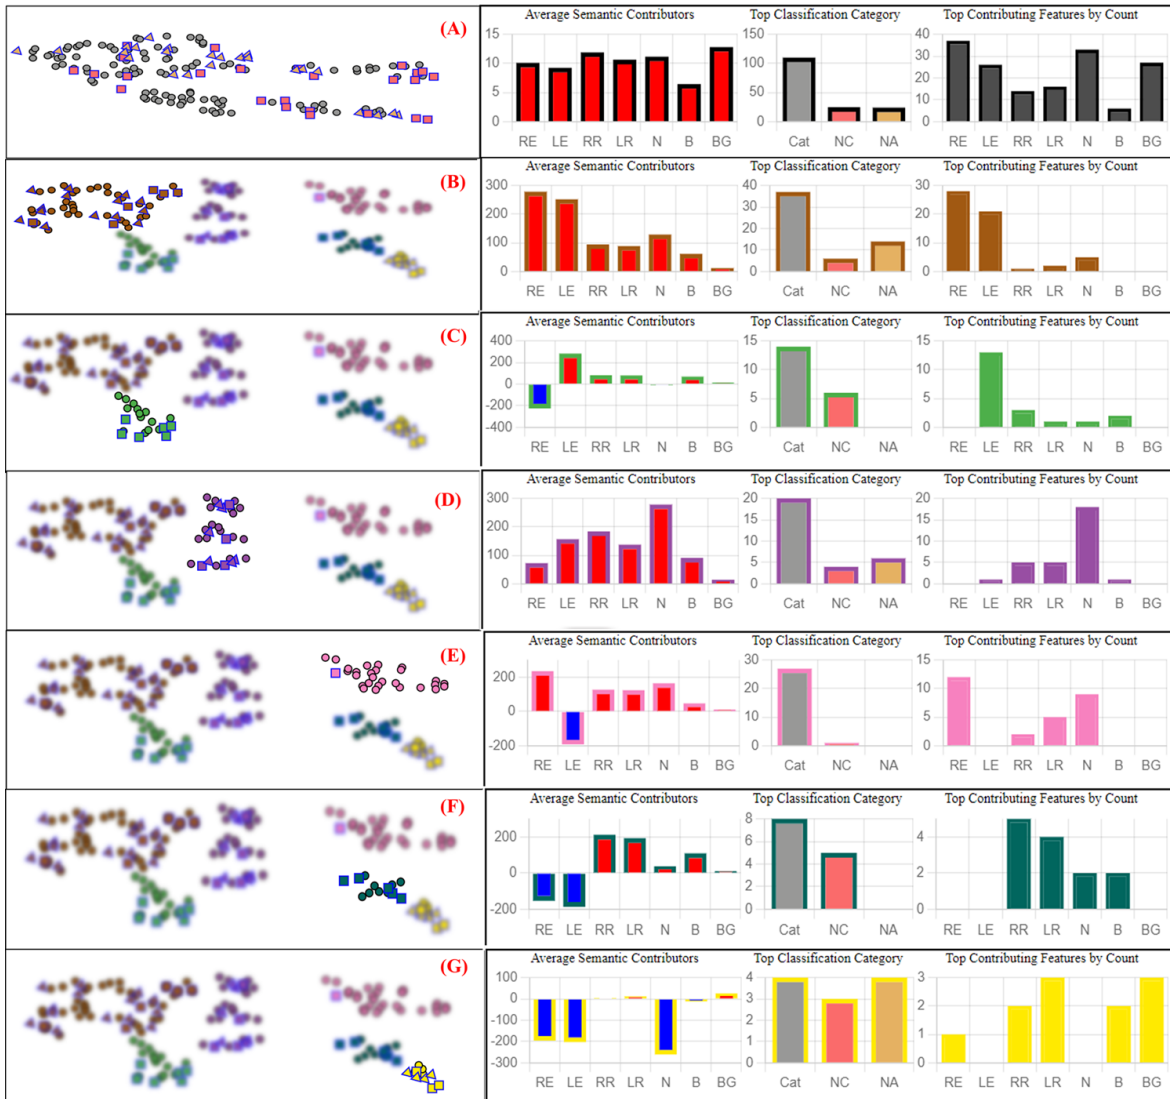 (A)
Average Semantic Contributors
Top Classification Category
Top Contributing Features by Count
15 10 5 0
RE LE RR LR N B BG
150 100 50 0
Cat NC NA
40 30 20 10 0
RE LE RR LR N B BG
(B)
Average Semantic Contributors
Top Classification Category
Top Contributing Features by Count
300 200 100 0
RE LE RR LR N B BG
40 30 20 10 0
Cat NC NA
30 20 10 0
RE LE RR LR N B BG
(C)
Average Semantic Contributors
Top Classification Category
Top Contributing Features by Count
400 200 0 -200 -400
RE LE RR LR N B BG
15 10 5 0
Cat NC NA
15 10 5 0
RE LE RR LR N B BG
(D)
Average Semantic Contributors
Top Classification Category
Top Contributing Features by Count
300 200 100 0
RE LE RR LR N B BG
20 15 10 5 0
Cat NC NA
20 15 10 5 0
RE LE RR LR N B BG
(E)
Average Semantic Contributors
Top Classification Category
Top Contributing Features by Count
200 0 -200
RE LE RR LR N B BG
30 20 10 0
Cat NC NA
15 10 5 0
RE LE RR LR N B BG
(F)
Average Semantic Contributors
Top Classification Category
Top Contributing Features by Count
200 0 -200
RE LE RR LR N B BG
8 6 4 2 0
Cat NC NA
4 2 0
RE LE RR LR N B BG
(G)
Average Semantic Contributors
Top Classification Category
Top Contributing Features by Count
100 0 -100 -200 -300
RE LE RR LR N B BG
4 3 2 1 0
Cat NC NA
3 2 1 0
RE LE RR LR N B BG